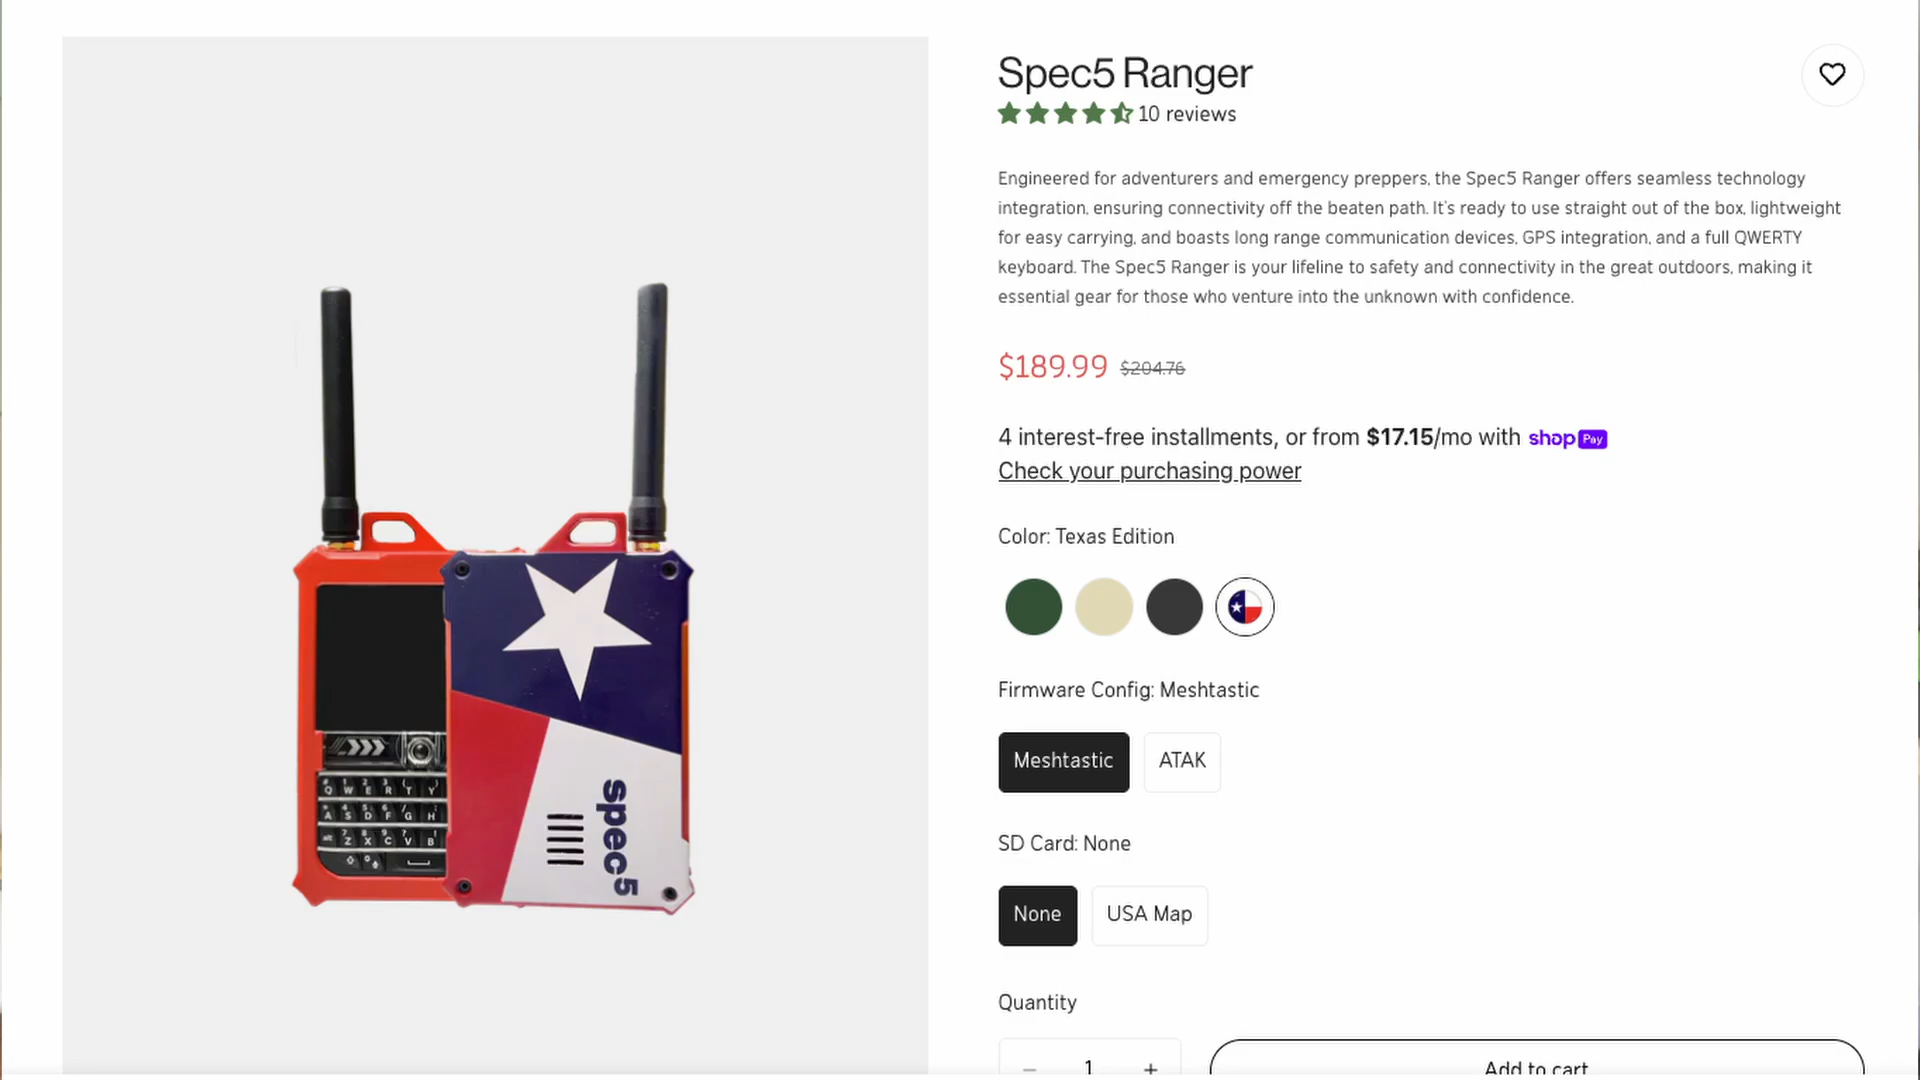 Spec5 Ranger
10 reviews
Engineered for adventurers and emergency preppers, the Spec5 Ranger offers seamless technology
integration, ensuring connectivity off the beaten path. It's ready to use straight out of the box, lightweight
for easy carrying, and boasts long range communication devices, GPS integration, and a full QWERTY
keyboard. The Spec5 Ranger is your lifeline to safety and connectivity in the great outdoors, making it
essential gear for those who venture into the unknown with confidence.
$189.99 $204.76
4 interest-free installments, or from $17.15/mo with shop Pay
Check your purchasing power
Color: Texas Edition
Firmware Config: Meshtastic
Meshtastic ATAK
SD Card: None
None USA Map
Quantity
1 +
Add to cart
spec5
Q W E R T Y
A S D F G H
alt Z X C V B